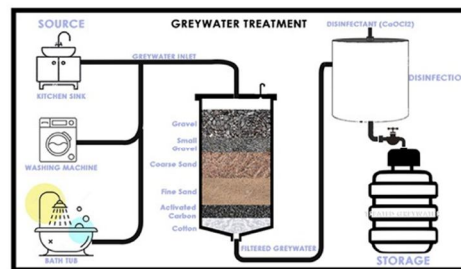 SOURCE
GREYWATER TREATMENT
DISINFECTANT (CaOCl2)
GREYWATER INLET
KITCHEN SINK
DISINFECTIO
Gravel
Small
Gravel
WASHING MACHINE
Coarse Sand
Fine Sand
Activated
Carbon
Cotton
FILTERED GREYWATER
BATH TUB
STORAGE